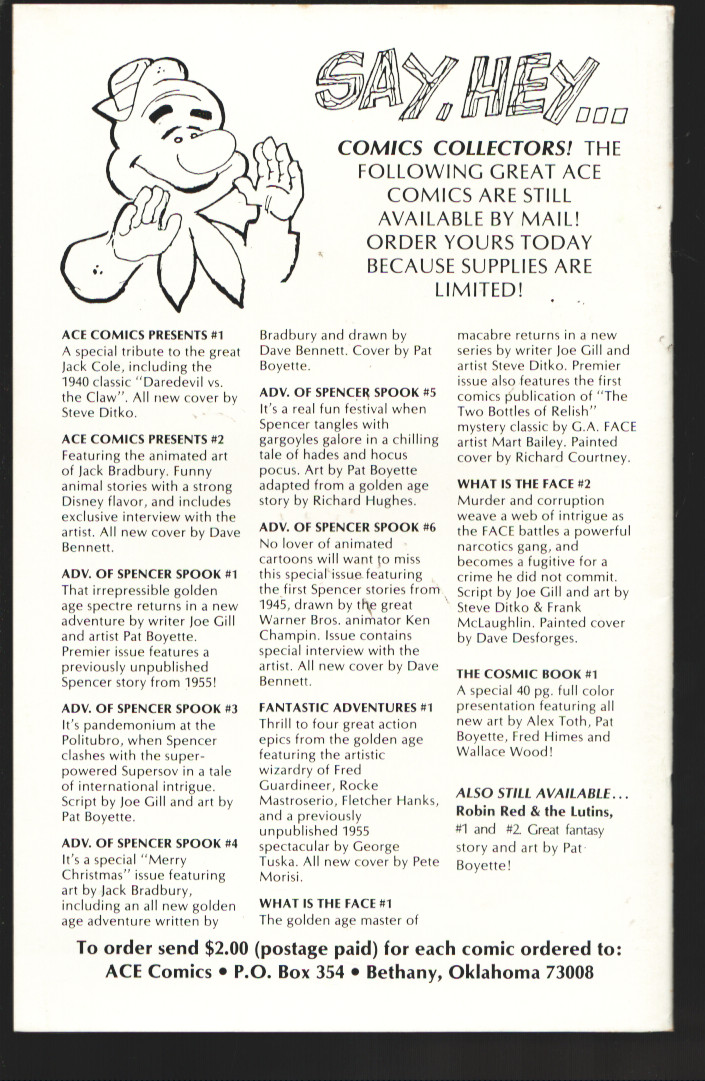 SAY, HEY...
COMICS COLLECTORS! THE
FOLLOWING GREAT ACE
COMICS ARE STILL
AVAILABLE BY MAIL!
ORDER YOURS TODAY
BECAUSE SUPPLIES ARE
LIMITED!
ACE COMICS PRESENTS #1
A special tribute to the great
Jack Cole, including the
1940 classic "Daredevil vs.
the Claw". All new cover by
Steve Ditko.
ACE COMICS PRESENTS #2
Featuring the animated art
of Jack Bradbury. Funny
animal stories with a strong
Disney flavor, and includes
exclusive interview with the
artist. All new cover by Dave
Bennett.
ADV. OF SPENCER SPOOK #1
That irrepressible golden
age spectre returns in a new
adventure by writer Joe Gill
and artist Pat Boyette.
Premier issue features a
previously unpublished
Spencer story from 1955!
ADV. OF SPENCER SPOOK #3
It's pandemonium at the
Politubro, when Spencer
clashes with the super-
powered Supersov in a tale
of international intrigue.
Script by Joe Gill and art by
Pat Boyette.
ADV. OF SPENCER SPOOK #4
It's a special "Merry
Christmas" issue featuring
art by Jack Bradbury,
including an all new golden
age adventure written by
Bradbury and drawn by
Dave Bennett. Cover by Pat
Boyette.
ADV. OF SPENCER SPOOK #5
It's a real fun festival when
Spencer tangles with
gargoyles galore in a chilling
tale of hades and hocus
pocus. Art by Pat Boyette
adapted from a golden age
story by Richard Hughes.
ADV. OF SPENCER SPOOK #6
No lover of animated
cartoons will want to miss
this special issue featuring
the first Spencer stories from
1945, drawn by the great
Warner Bros. animator Ken
Champin. Issue contains
special interview with the
artist. All new cover by Dave
Bennett.
FANTASTIC ADVENTURES #1
Thrill to four great action
epics from the golden age
featuring the artistic
wizardry of Fred
Guardineer, Rocke
Mastroserio, Fletcher Hanks,
and a previously
unpublished 1955
spectacular by George
Tuska. All new cover by Pete
Morisi.
WHAT IS THE FACE #1
The golden age master of
macabre returns in a new
series by writer Joe Gill and
artist Steve Ditko. Premier
issue also features the first
comics publication of "The
Two Bottles of Relish"
mystery classic by G.A. FACE
artist Mart Bailey. Painted
cover by Richard Courtney.
WHAT IS THE FACE #2
Murder and corruption
weave a web of intrigue as
the FACE battles a powerful
narcotics gang, and
becomes a fugitive for a
crime he did not commit.
Script by Joe Gill and art by
Steve Ditko & Frank
McLaughlin. Painted cover
by Dave Desforges.
THE COSMIC BOOK #1
A special 40 pg. full color
presentation featuring all
new art by Alex Toth, Pat
Boyette, Fred Himes and
Wallace Wood!
ALSO STILL AVAILABLE...
Robin Red & the Lutins,
#1 and #2. Great fantasy
story and art by Pat
Boyette!
To order send $2.00 (postage paid) for each comic ordered to:
ACE Comics • P.O. Box 354 • Bethany, Oklahoma 73008